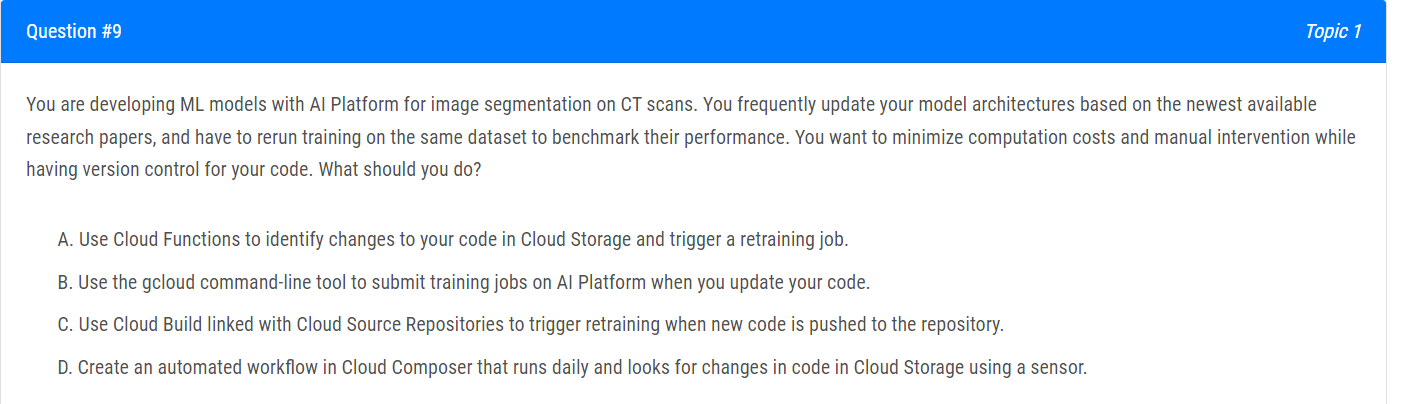 Question #9
Topic 1
You are developing ML models with AI Platform for image segmentation on CT scans. You frequently update your model architectures based on the newest available
research papers, and have to rerun training on the same dataset to benchmark their performance. You want to minimize computation costs and manual intervention while
having version control for your code. What should you do?
A. Use Cloud Functions to identify changes to your code in Cloud Storage and trigger a retraining job.
B. Use the gcloud command-line tool to submit training jobs on AI Platform when you update your code.
C. Use Cloud Build linked with Cloud Source Repositories to trigger retraining when new code is pushed to the repository.
D. Create an automated workflow in Cloud Composer that runs daily and looks for changes in code in Cloud Storage using a sensor.